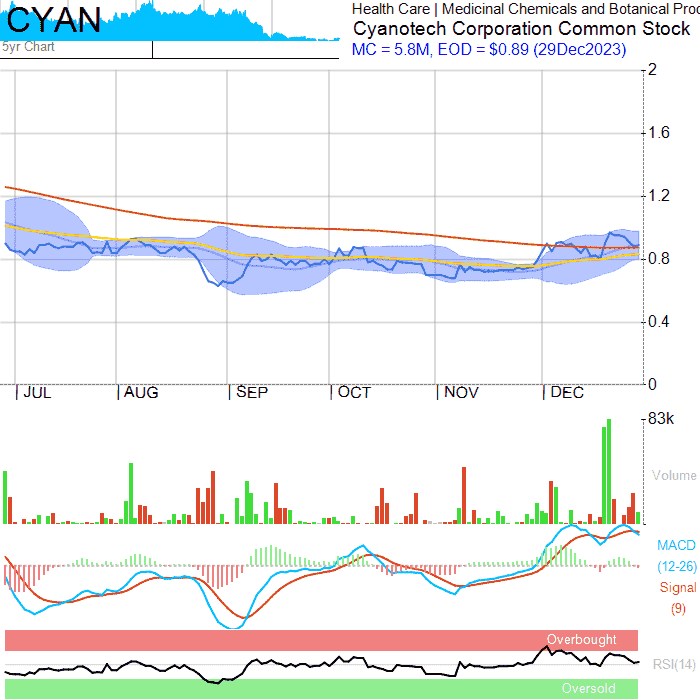 CYAN
5yr Chart
Health Care | Medicinal Chemicals and Botanical Proc
Cyanotech Corporation Common Stock
MC = 5.8M, EOD = $0.89 (29Dec2023)
2
1.6
1.2
0.8
0.4
0
JUL AUG SEP OCT NOV DEC
83k
Volume
MACD
(12-26)
Signal
(9)
Overbought
RSI(14)
Oversold